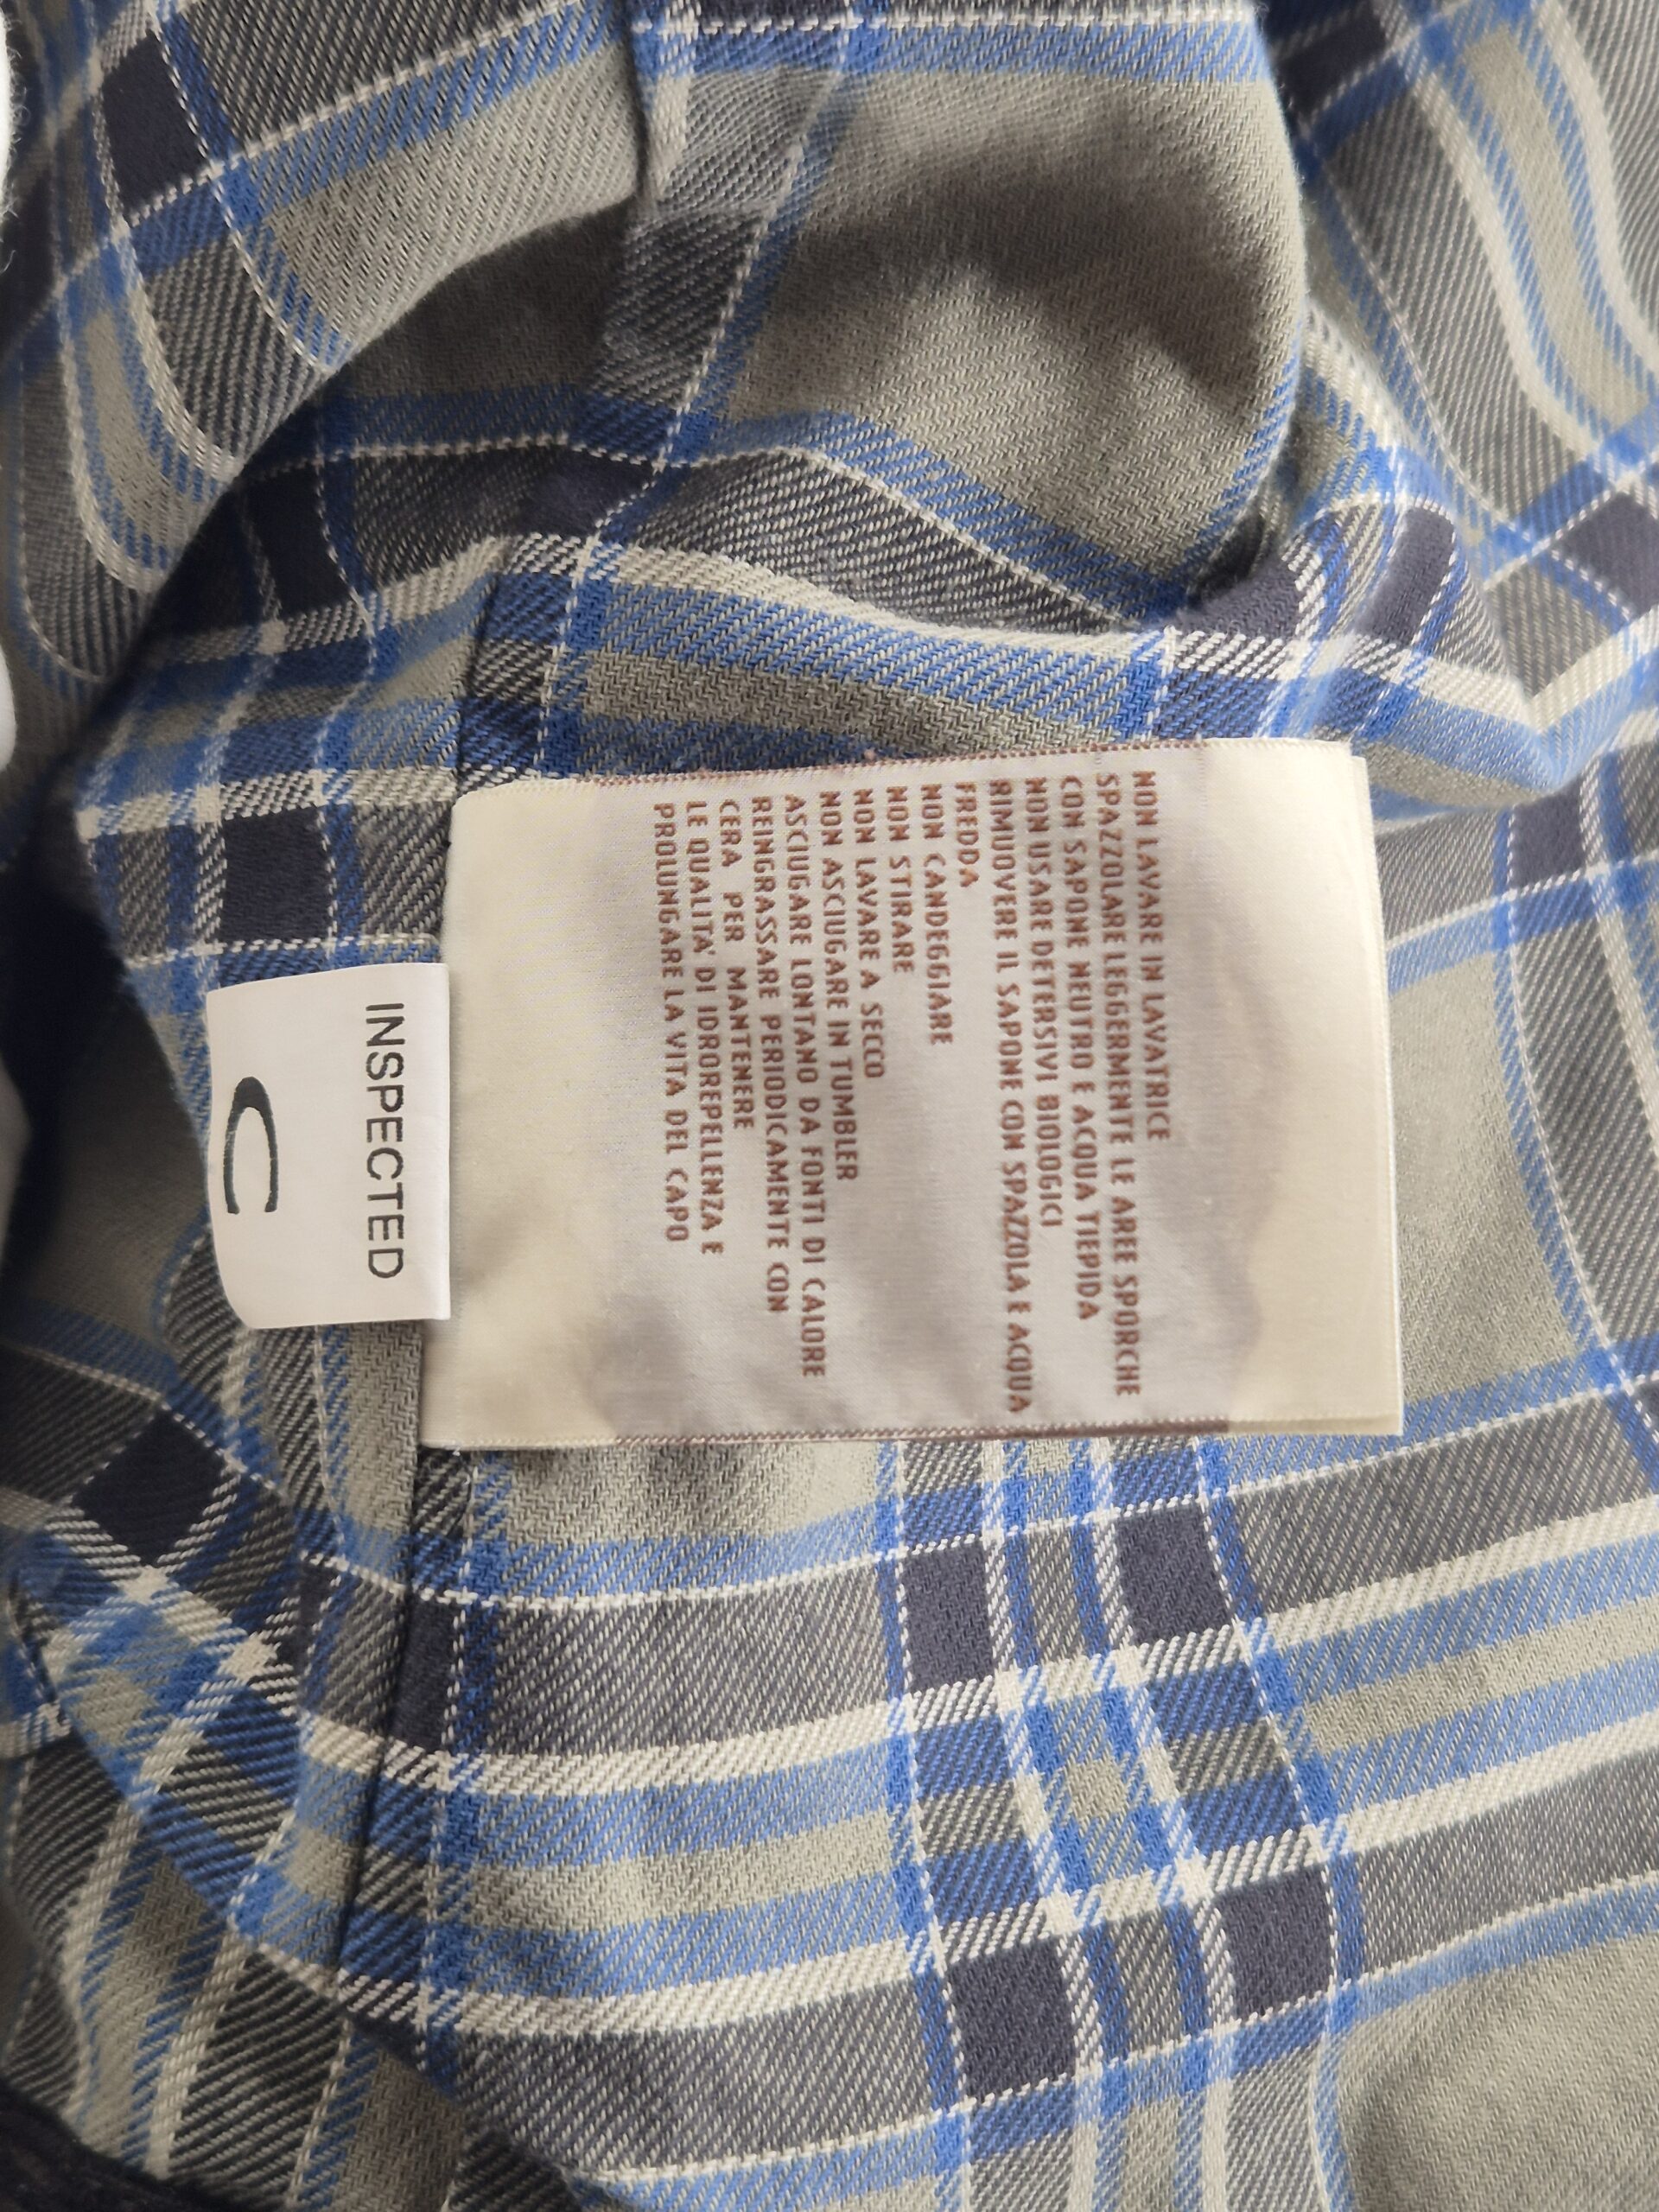 NON LAVARE IN LAVATRICE
SPAZZOLARE LEGGERMENTE LE AREE SPORCHE
CON SAPONE NEUTRO E ACQUA TIEPIDA
NON USARE DETERSIVI BIOLOGICI
RIMUOVERE IL SAPONE CON SPAZZOLA E ACQUA
FREDDA
NON CANDEGGIARE
NON STIRARE
NON LAVARE A SECCO
NON ASCIUGARE IN TUMBLER
ASCIUGARE LONTANO DA FONTI DI CALORE
REINGRASSARE PERIODICAMENTE CON
CERA PER MANTENERE
LE QUALITA' DI IDROREPELLENZA E
PROLUNGARE LA VITA DEL CAPO
INSPECTED
C